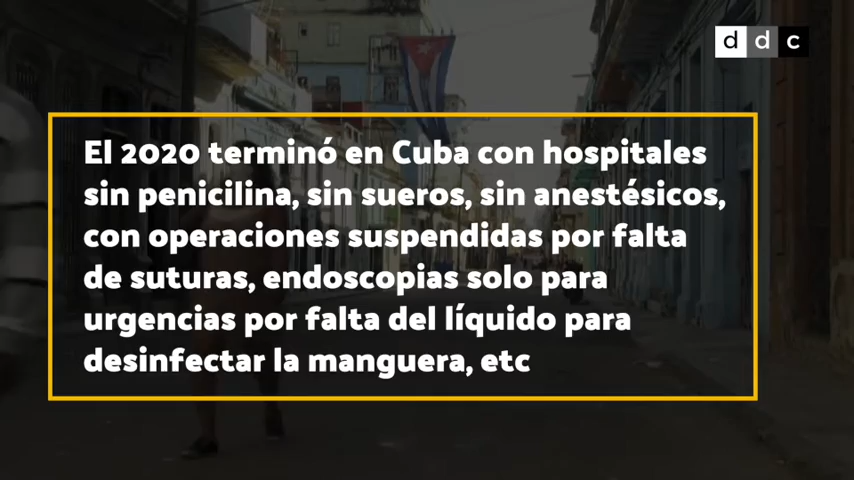 ddc
El 2020 terminó en Cuba con hospitales
sin penicilina, sin sueros, sin anestésicos,
con operaciones suspendidas por falta
de suturas, endoscopias solo para
urgencias por falta del líquido para
desinfectar la manguera, etc